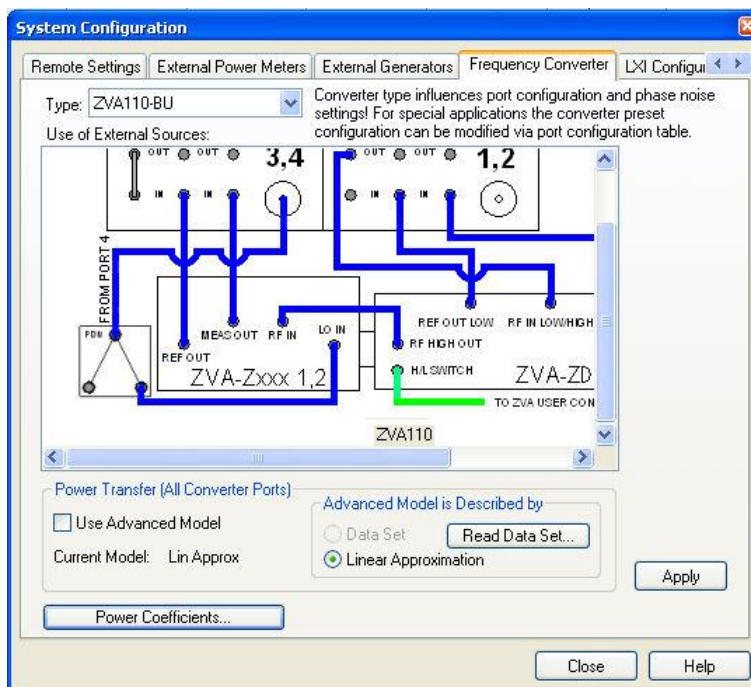 System Configuration
Remote Settings External Power Meters External Generators Frequency Converter LXI Configur
Type: ZVA110-BU
Converter type influences port configuration and phase noise
settings! For special applications the converter preset
configuration can be modified via port configuration table.
Use of External Sources:
OUT OUT 3,4 OUT OUT 1,2
IN IN IN IN
FROM PORT 4
REF OUT LOW RF IN LOW/HIGH
MEAS OUT RF IN LO IN
REF OUT
RF HIGH OUT
H/L SWITCH
ZVA-Zxxx 1,2 ZVA-ZD
TO ZVA USER CON
ZVA110
Power Transfer (All Converter Ports)
Use Advanced Model
Current Model: Lin Approx
Advanced Model is Described by
Data Set Read Data Set...
Linear Approximation
Apply
Power Coefficients...
Close Help